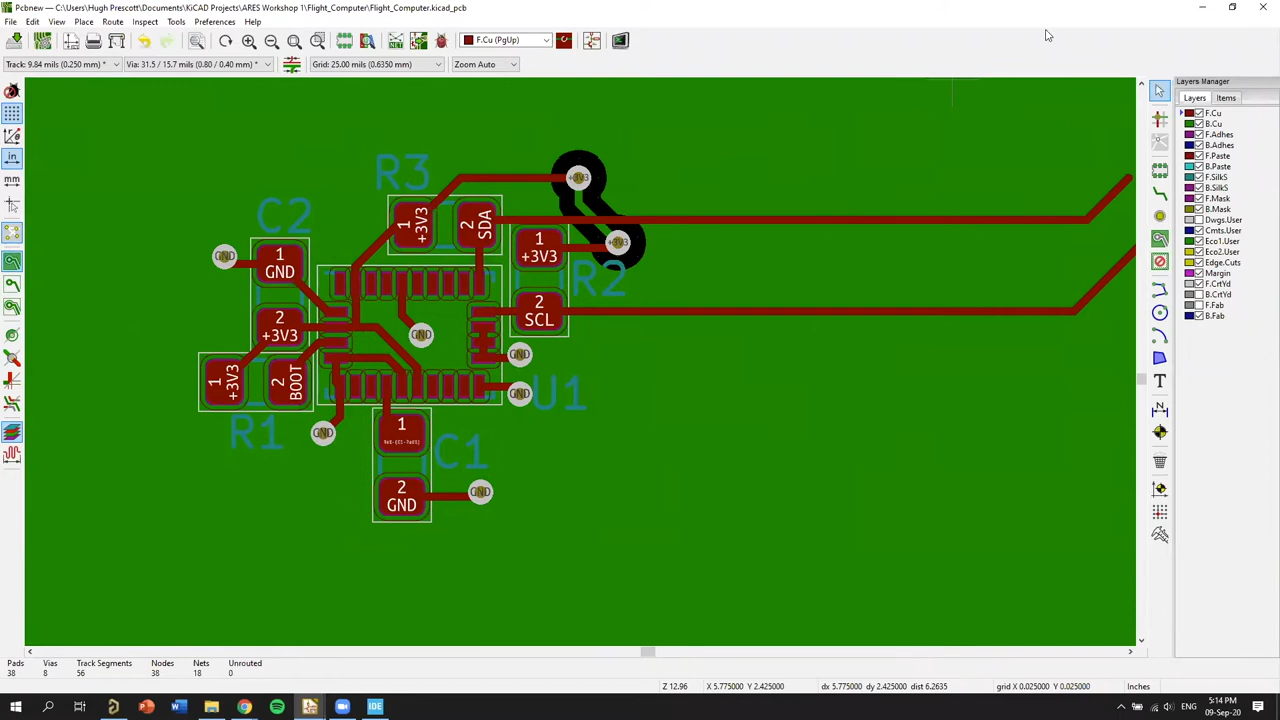 Pcbnew — C:\Users\Hugh Prescott\Documents\KiCAD Projects\ARES Workshop 1\Flight_Computer\Flight_Computer.kicad_pcb
File Edit View Place Route Inspect Tools Preferences Help
F.Cu (PgUp)
Track: 9.84 mils (0.250 mm) * Via: 31.5 / 15.7 mils (0.80 / 0.40 mm) * Grid: 25.00 mils (0.6350 mm) Zoom Auto
Layers Manager
Layers Items
F.Cu
B.Cu
F.Adhes
B.Adhes
F.Paste
B.Paste
F.SilkS
B.SilkS
F.Mask
B.Mask
Dwgs.User
Cmts.User
Eco1.User
Eco2.User
Edge.Cuts
Margin
F.CrtYd
B.CrtYd
F.Fab
B.Fab
in
mm
R3
+3V3
1
+3V3
2
SDA
C2
GND
1
GND
1
+3V3
+3V3
R2
2
+3V3
2
SCL
GND
GND
1
+3V3
2
BOOT
GND
U1
R1
GND
1
C1
2
GND
GND
Pads Vias Track Segments Nodes Nets Unrouted
38 8 56 38 18 0
Z 12.96 X 5.775000 Y 2.425000 dx 5.775000 dy 2.425000 dist 6.2635 grid X 0.025000 Y 0.025000 Inches
IDE
5:14 PM
09-Sep-20